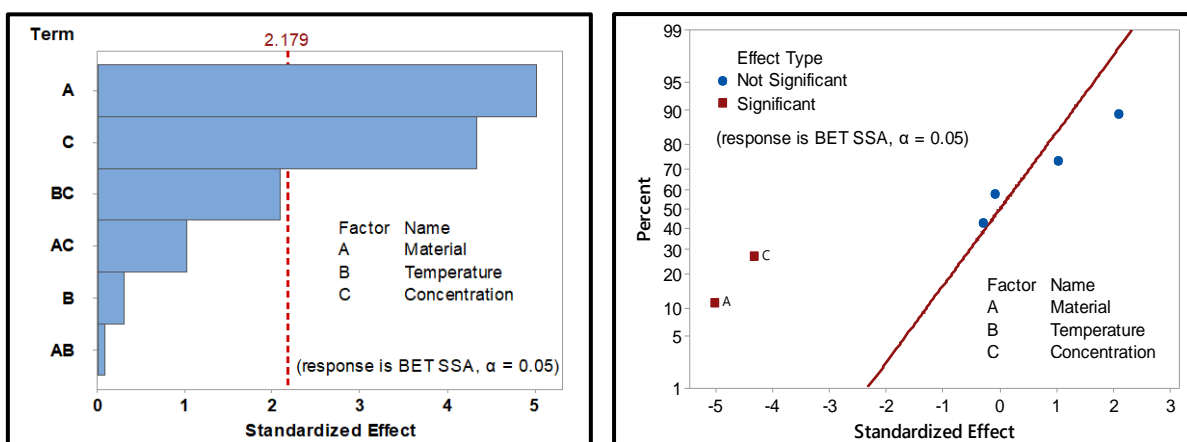 Term
2.179
A
C
BC
AC
B
AB
Factor Name
A Material
B Temperature
C Concentration
(response is BET SSA, α = 0.05)
0 1 2 3 4 5
Standardized Effect
99
95
90
80
70
60
50
40
30
20
10
5
1
Percent
Effect Type
Not Significant
Significant
(response is BET SSA, α = 0.05)
C
A
Factor Name
A Material
B Temperature
C Concentration
-5 -4 -3 -2 -1 0 1 2 3
Standardized Effect